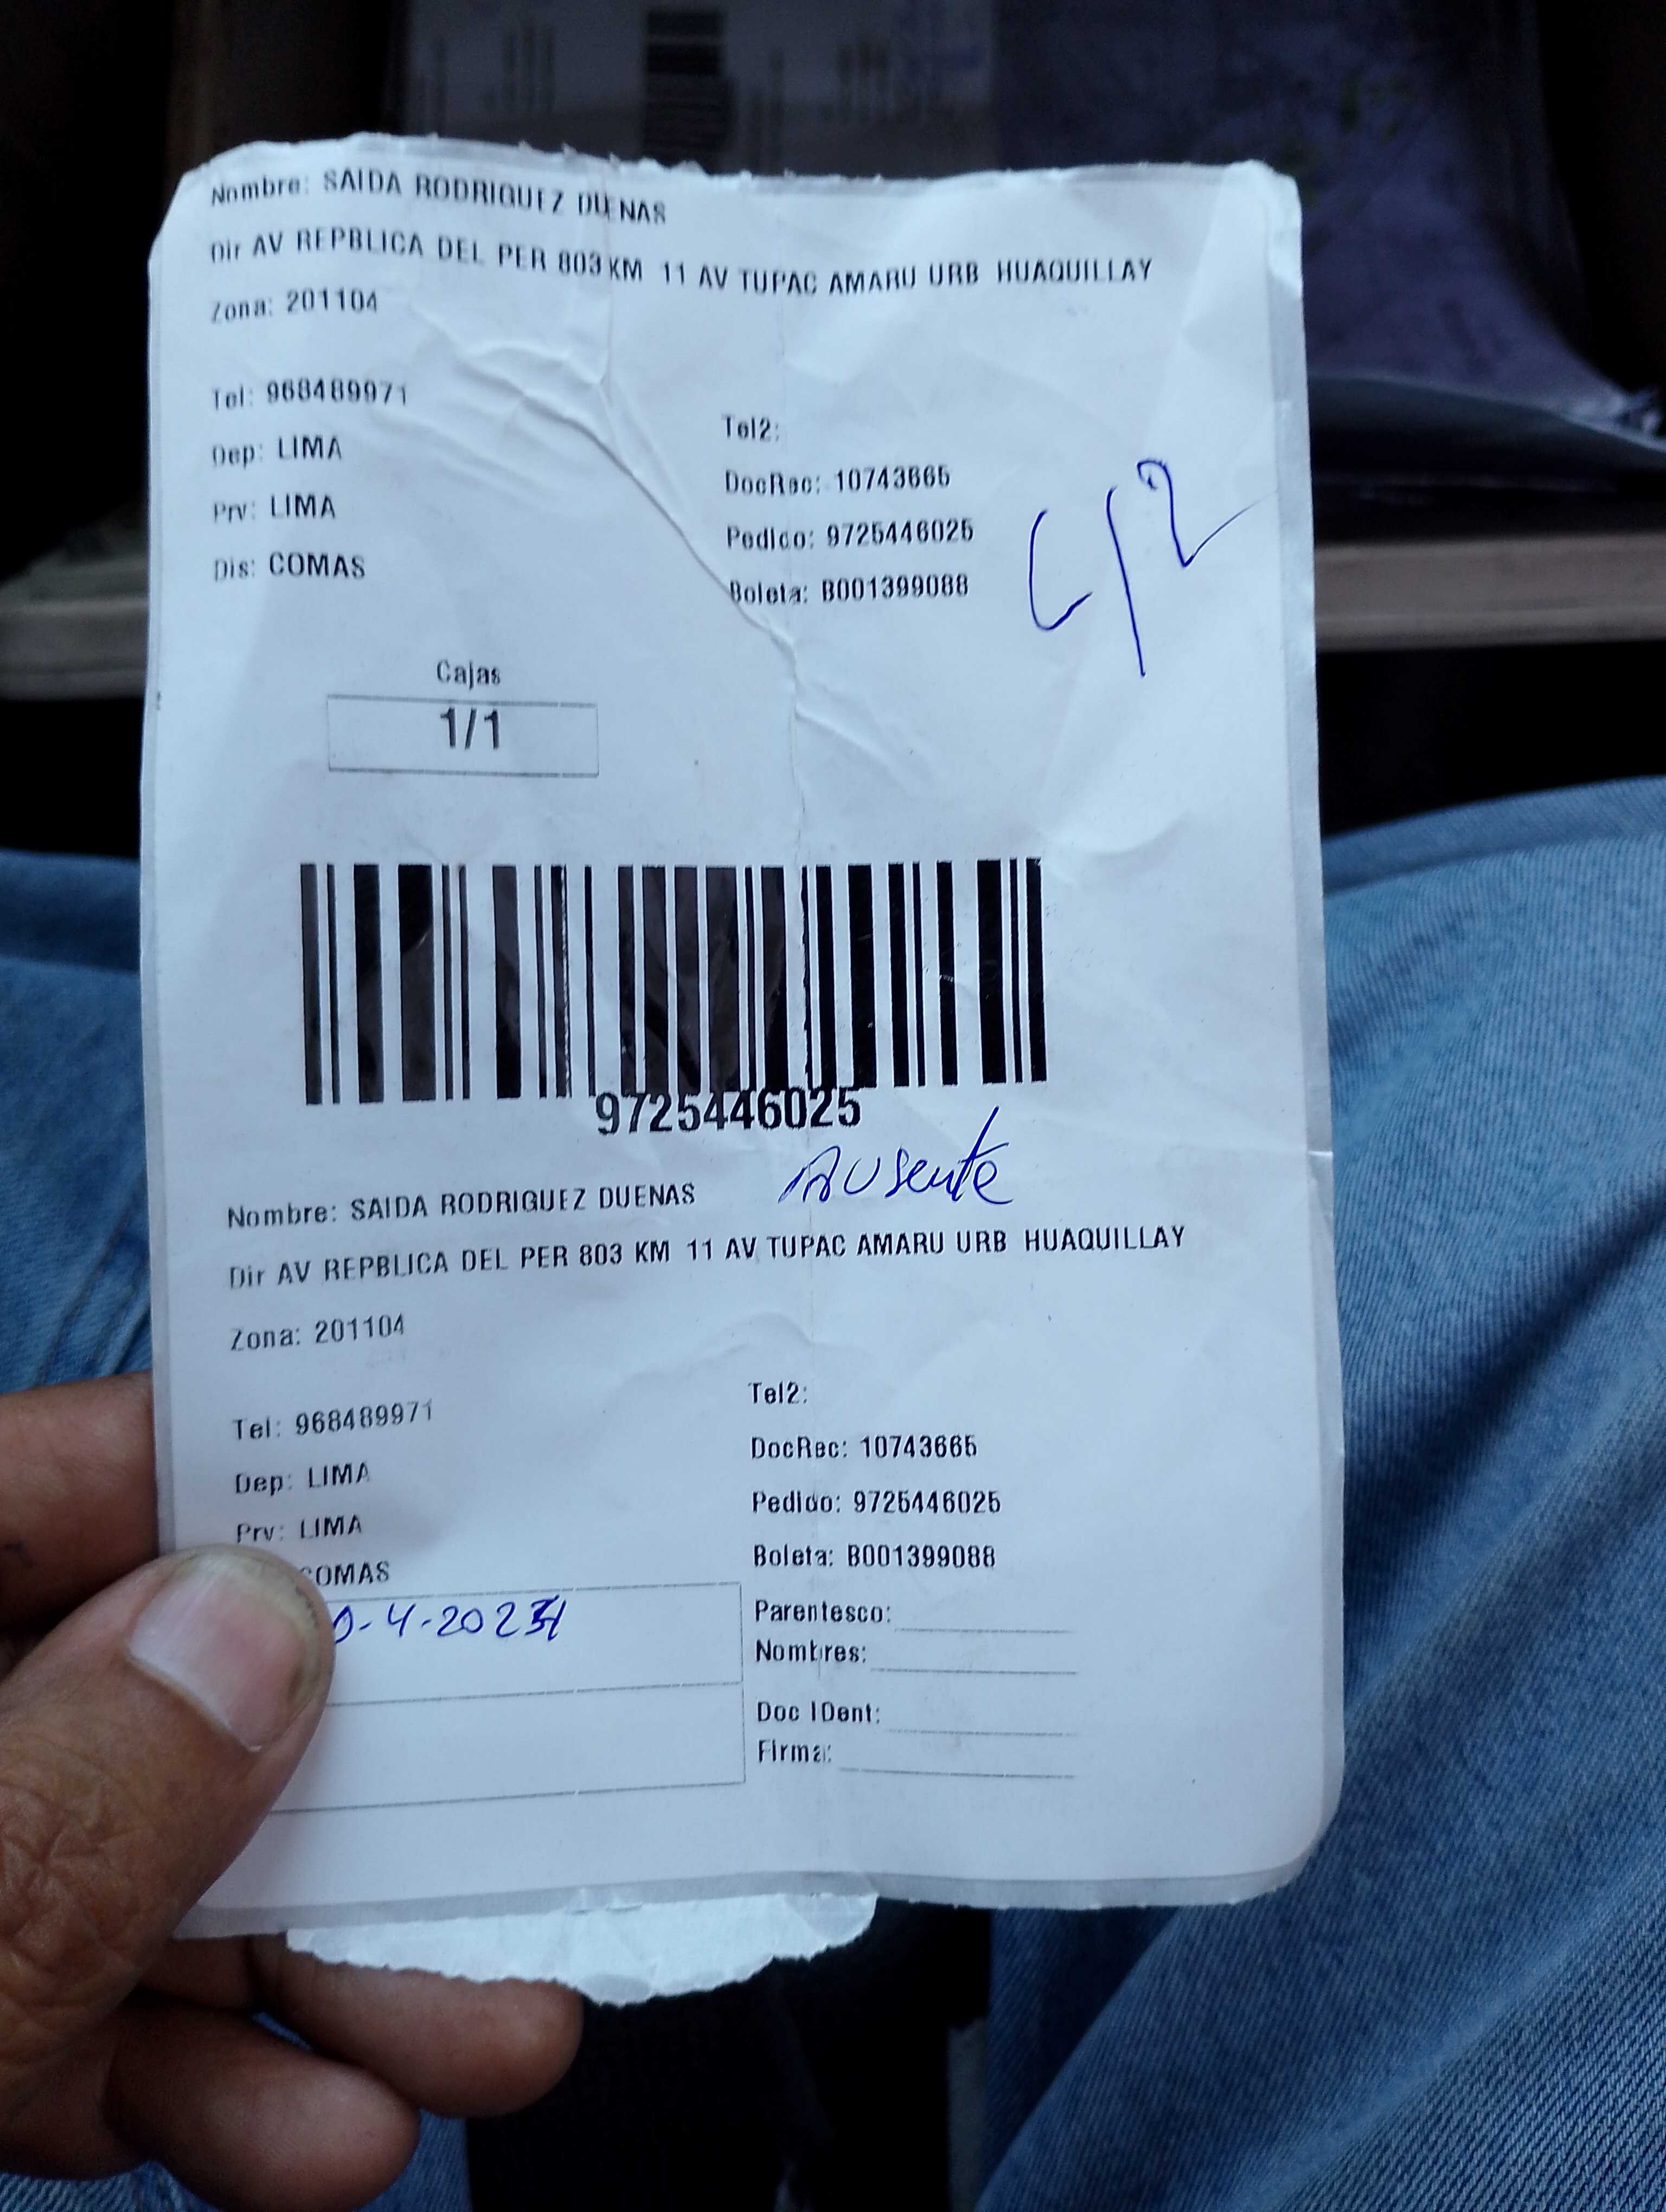 Nombre: SAIDA RODRIGUEZ DUENAS
Dir AV REPBLICA DEL PER 803 KM 11 AV TUPAC AMARU URB HUAQUILLAY
Zona: 201104
Tel: 968489971
Dep: LIMA
Prv: LIMA
Dis: COMAS
Tel2:
DocRec: 10743665
Pedido: 9725446025
Boleta: B001399088
Cajas
1/1
9725446025
Ausente
Nombre: SAIDA RODRIGUEZ DUENAS
Dir AV REPBLICA DEL PER 803 KM 11 AV TUPAC AMARU URB HUAQUILLAY
Zona: 201104
Tel: 968489971
Dep: LIMA
Prv: LIMA
COMAS
Tel2:
DocRec: 10743665
Pedido: 9725446025
Boleta: B001399088
Parentesco:
Nombres:
Doc IDent:
Firma: